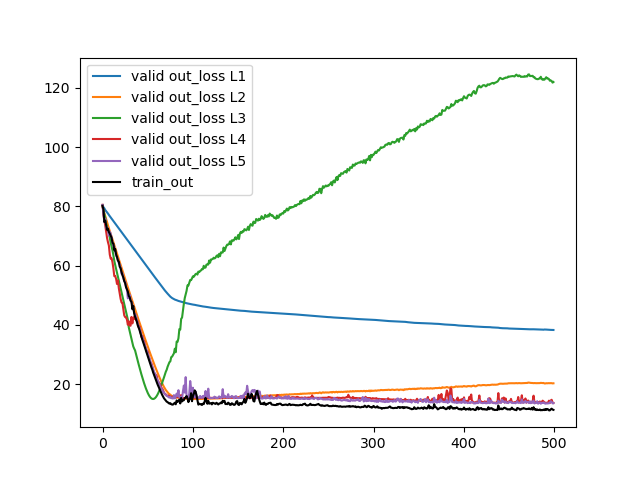 valid out_loss L1
valid out_loss L2
valid out_loss L3
valid out_loss L4
valid out_loss L5
train_out
120
100
80
60
40
20
0 100 200 300 400 500